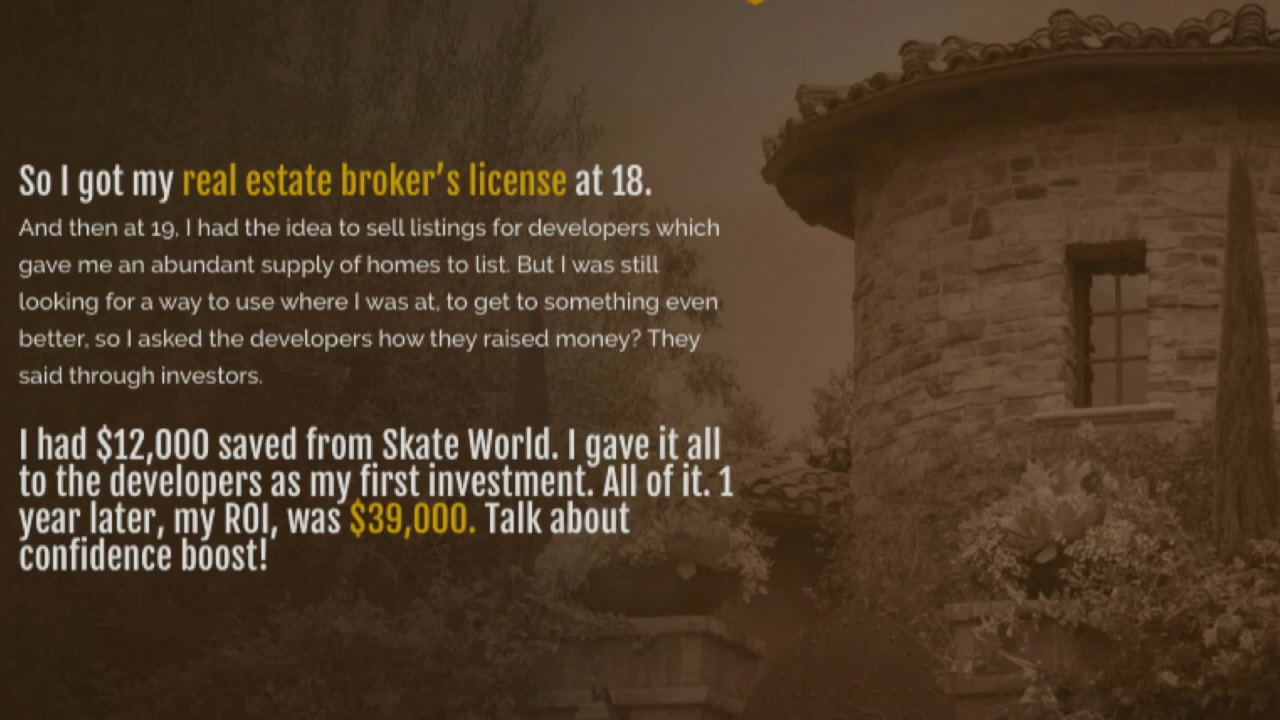 So I got my real estate broker's license at 18.
And then at 19, I had the idea to sell listings for developers which
gave me an abundant supply of homes to list. But I was still
looking for a way to use where I was at, to get to something even
better, so I asked the developers how they raised money? They
said through investors.
I had $12,000 saved from Skate World. I gave it all
to the developers as my first investment. All of it. 1
year later, my ROI, was $39,000. Talk about
confidence boost!